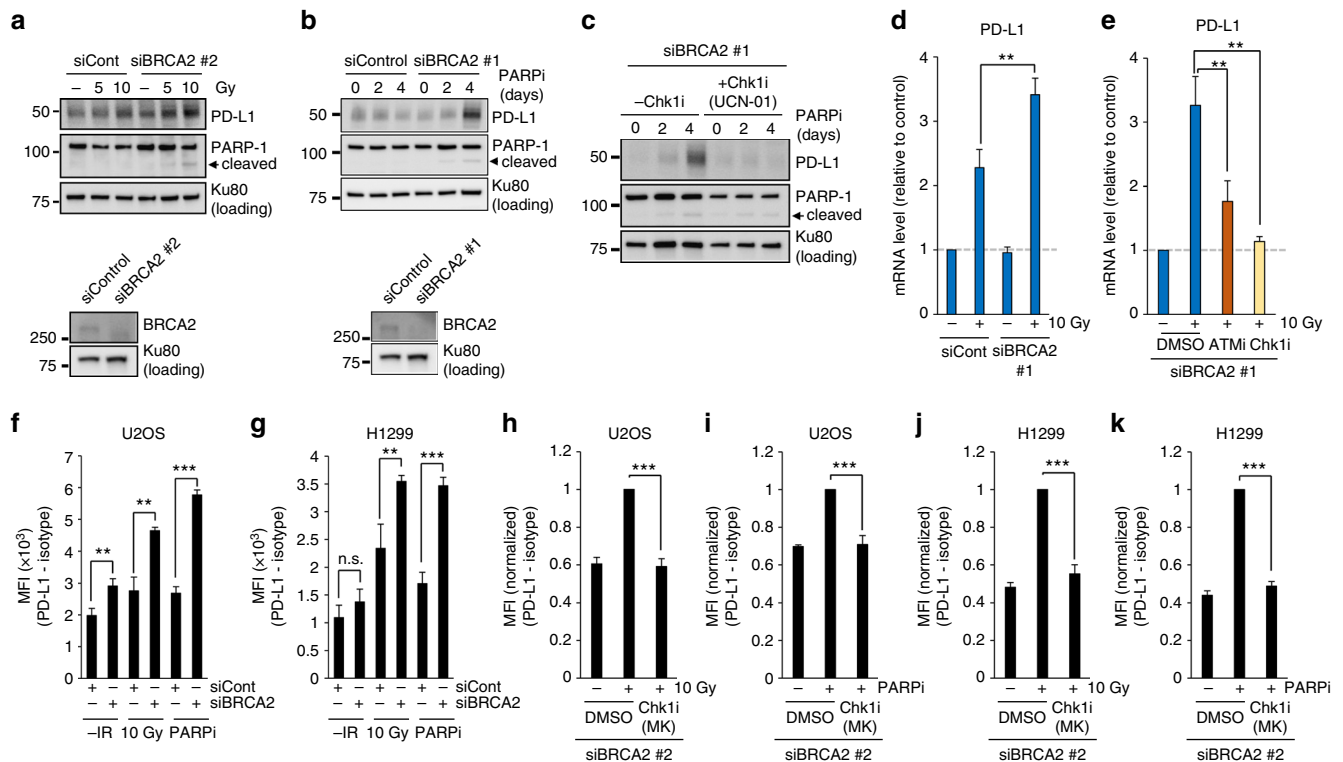 a
siCont siBRCA2 #2
– 5 10 – 5 10 Gy
50
PD-L1
100
PARP-1
cleaved
75
Ku80
(loading)
siControl
siBRCA2 #2
250
BRCA2
75
Ku80
(loading)
b
siControl siBRCA2 #1
0 2 4 0 2 4
PARPi
(days)
50
PD-L1
100
PARP-1
cleaved
75
Ku80
(loading)
siControl
siBRCA2 #1
250
BRCA2
75
Ku80
(loading)
c
siBRCA2 #1
–Chk1i
+Chk1i
(UCN-01)
0 2 4 0 2 4
PARPi
(days)
50
PD-L1
100
PARP-1
cleaved
75
Ku80
(loading)
d
PD-L1
mRNA level (relative to control)
4
3
2
1
0
**
– + – + 10 Gy
siCont siBRCA2
#1
e
PD-L1
mRNA level (relative to control)
4
3
2
1
0
**
**
– + + + 10 Gy
DMSO ATMi Chk1i
siBRCA2 #1
f
U2OS
MFI (×10³)
(PD-L1 - isotype)
7
6
5
4
3
2
1
0
**
**
***
+ – + – + – siCont
– + – + – + siBRCA2
–IR 10 Gy PARPi
g
H1299
MFI (×10³)
(PD-L1 - isotype)
4
3.5
3
2.5
2
1.5
1
0.5
0
n.s.
**
***
+ – + – + – siCont
– + – + – + siBRCA2
–IR 10 Gy PARPi
h
U2OS
MFI (normalized)
(PD-L1 - isotype)
1.2
1
0.8
0.6
0.4
0.2
0
***
– + + 10 Gy
DMSO Chk1i
(MK)
siBRCA2 #2
i
U2OS
MFI (normalized)
(PD-L1 - isotype)
1.2
1
0.8
0.6
0.4
0.2
0
***
– + + PARPi
DMSO Chk1i
(MK)
siBRCA2 #2
j
H1299
MFI (normalized)
(PD-L1 - isotype)
1.2
1
0.8
0.6
0.4
0.2
0
***
– + + 10 Gy
DMSO Chk1i
(MK)
siBRCA2 #2
k
H1299
MFI (normalized)
(PD-L1 - isotype)
1.2
1
0.8
0.6
0.4
0.2
0
***
– + + PARPi
DMSO Chk1i
(MK)
siBRCA2 #2